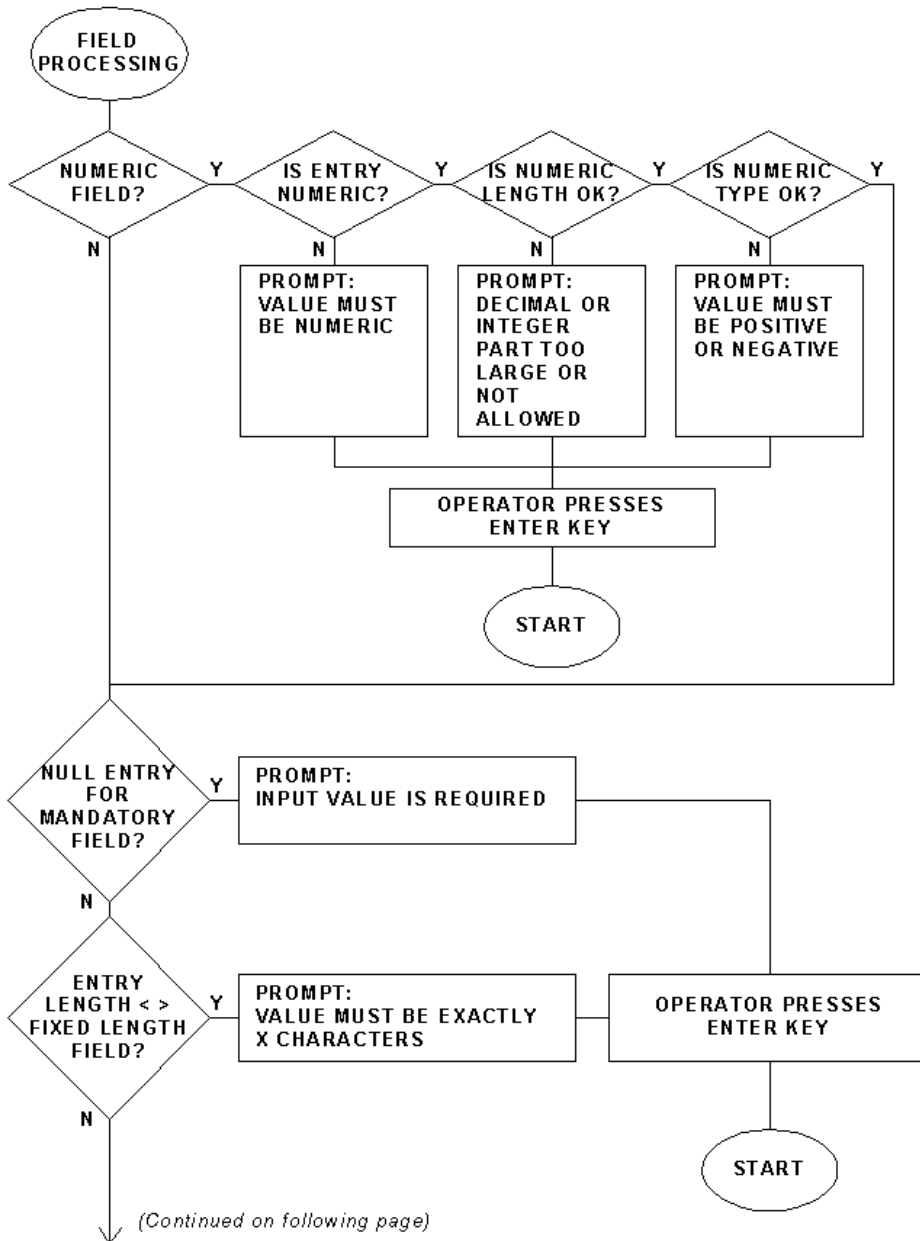 FIELD
PROCESSING
NUMERIC
FIELD?
Y
IS ENTRY
NUMERIC?
Y
IS NUMERIC
LENGTH OK?
Y
IS NUMERIC
TYPE OK?
Y
N
N
N
N
PROMPT:
VALUE MUST
BE NUMERIC
PROMPT:
DECIMAL OR
INTEGER
PART TOO
LARGE OR
NOT
ALLOWED
PROMPT:
VALUE MUST
BE POSITIVE
OR NEGATIVE
OPERATOR PRESSES
ENTER KEY
START
NULL ENTRY
FOR
MANDATORY
FIELD?
Y
PROMPT:
INPUT VALUE IS REQUIRED
N
ENTRY
LENGTH < >
FIXED LENGTH
FIELD?
Y
PROMPT:
VALUE MUST BE EXACTLY
X CHARACTERS
OPERATOR PRESSES
ENTER KEY
N
START
(Continued on following page)